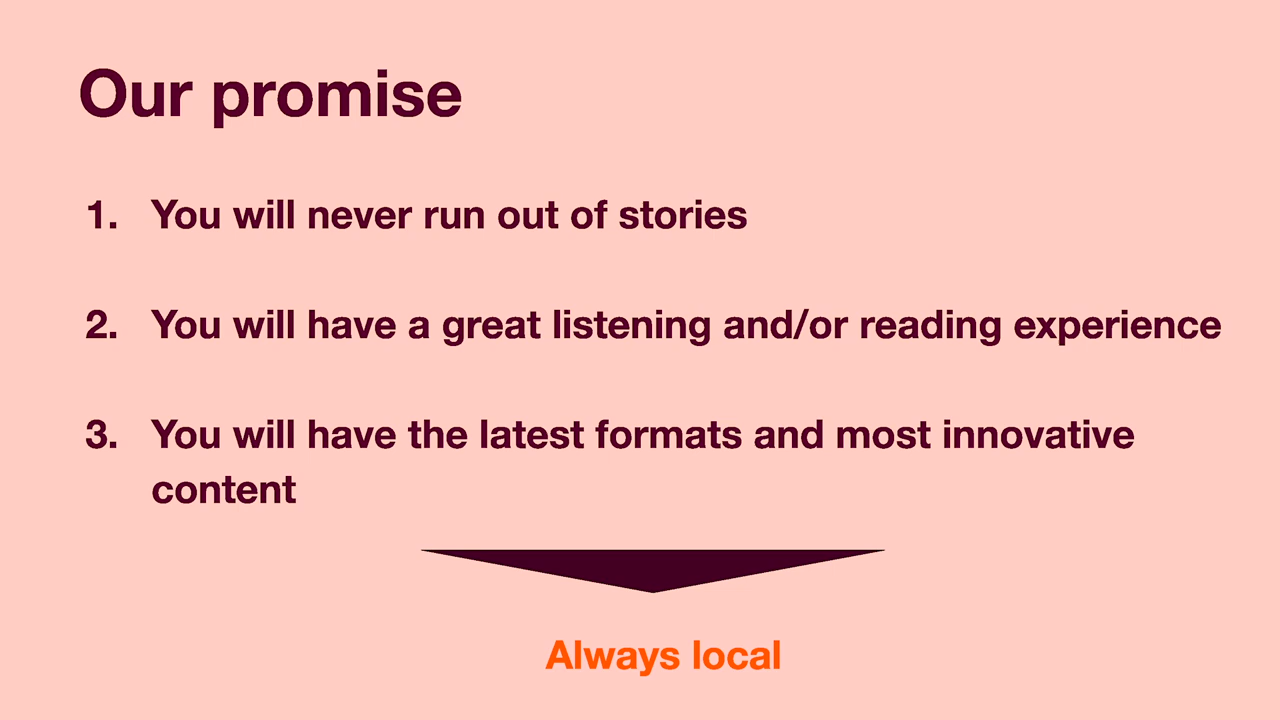 Our promise
1. You will never run out of stories
2. You will have a great listening and/or reading experience
3. You will have the latest formats and most innovative
content
Always local